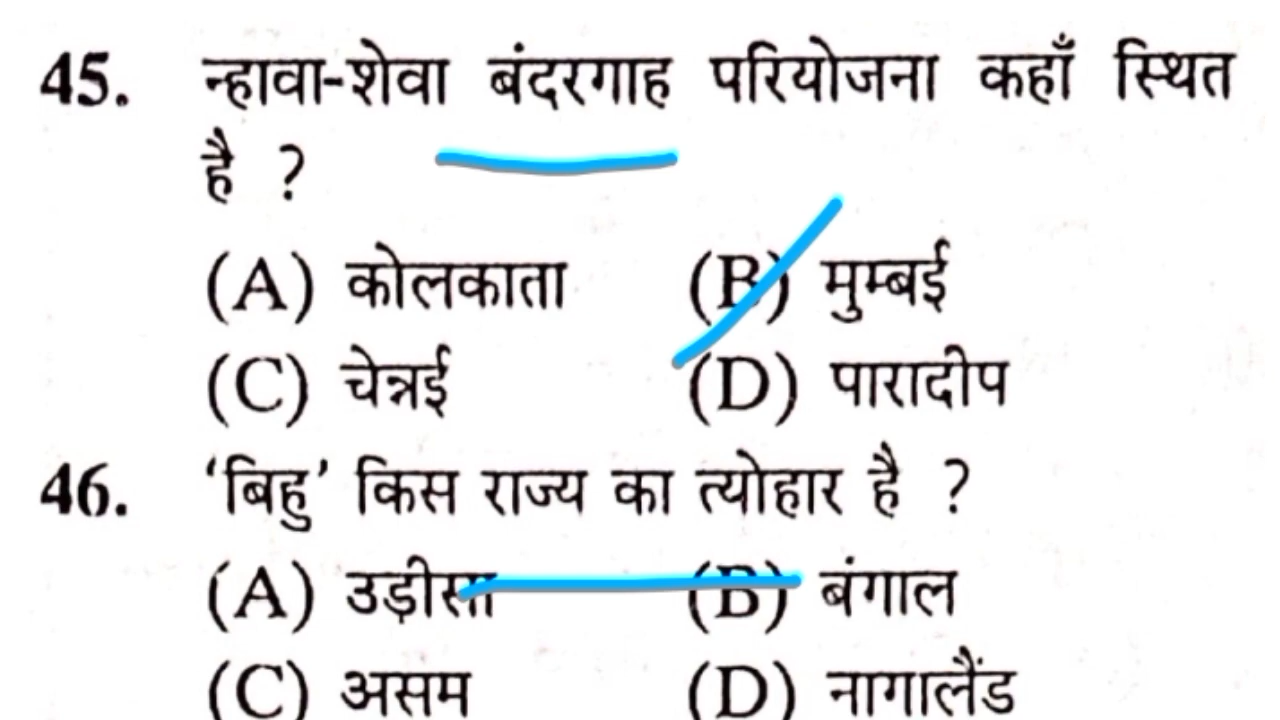 45. न्हावा-शेवा बंदरगाह परियोजना कहाँ स्थित
है ?
(A) कोलकाता (B) मुम्बई
(C) चेन्नई (D) पारादीप
46. ‘बिहु’ किस राज्य का त्योहार है ?
(A) उड़ीसा (B) बंगाल
(C) असम (D) नागालैंड